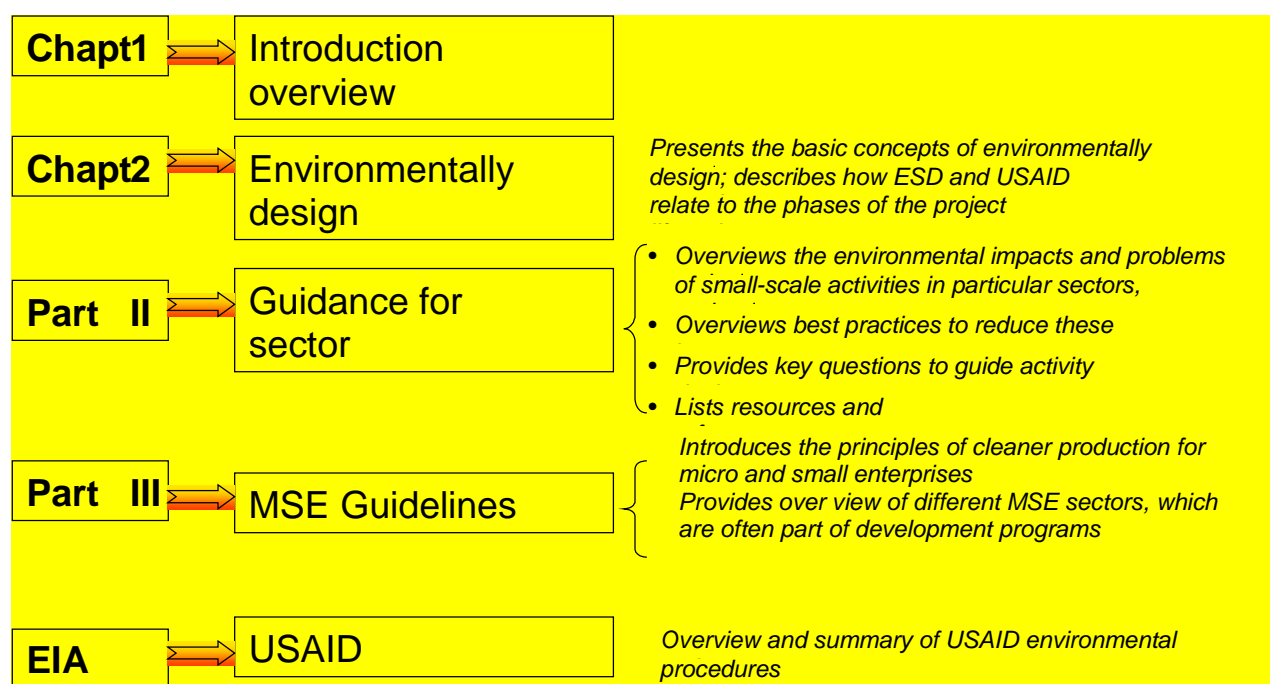 Chapt1
Introduction
overview
Chapt2
Environmentally
design
Presents the basic concepts of environmentally
design; describes how ESD and USAID
relate to the phases of the project
Part II
Guidance for
sector
• Overviews the environmental impacts and problems
of small-scale activities in particular sectors,
• Overviews best practices to reduce these
• Provides key questions to guide activity
• Lists resources and
Part III
MSE Guidelines
Introduces the principles of cleaner production for
micro and small enterprises
Provides over view of different MSE sectors, which
are often part of development programs
EIA
USAID
Overview and summary of USAID environmental
procedures